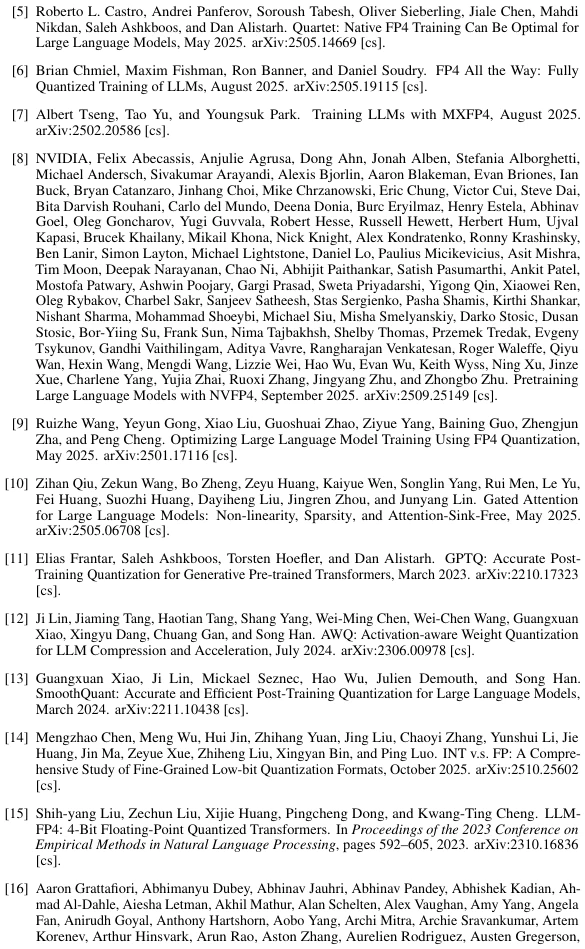 [5] Roberto L. Castro, Andrei Panferov, Soroush Tabesh, Oliver Sieberling, Jiale Chen, Mahdi
Nikdan, Saleh Ashkboos, and Dan Alistarh. Quartet: Native FP4 Training Can Be Optimal for
Large Language Models, May 2025. arXiv:2505.14669 [cs].
[6] Brian Chmiel, Maxim Fishman, Ron Banner, and Daniel Soudry. FP4 All the Way: Fully
Quantized Training of LLMs, August 2025. arXiv:2505.19115 [cs].
[7] Albert Tseng, Tao Yu, and Youngsuk Park. Training LLMs with MXFP4, August 2025.
arXiv:2502.20586 [cs].
[8] NVIDIA, Felix Abecassis, Anjulie Agrusa, Dong Ahn, Jonah Alben, Stefania Alborghetti,
Michael Andersch, Sivakumar Arayandi, Alexis Bjorlin, Aaron Blakeman, Evan Briones, Ian
Buck, Bryan Catanzaro, Jinhang Choi, Mike Chrzanowski, Eric Chung, Victor Cui, Steve Dai,
Bita Darvish Rouhani, Carlo del Mundo, Deena Donia, Burc Eryilmaz, Henry Estela, Abhinav
Goel, Oleg Goncharov, Yugi Guvvala, Robert Hesse, Russell Hewett, Herbert Hum, Ujval
Kapasi, Brucek Khailany, Mikail Khona, Nick Knight, Alex Kondratenko, Ronny Krashinsky,
Ben Lanir, Simon Layton, Michael Lightstone, Daniel Lo, Paulius Micikevicius, Asit Mishra,
Tim Moon, Deepak Narayanan, Chao Ni, Abhijit Paithankar, Satish Pasumarthi, Ankit Patel,
Mostofa Patwary, Ashwin Poojary, Gargi Prasad, Sweta Priyadarshi, Yigong Qin, Xiaowei Ren,
Oleg Rybakov, Charbel Sakr, Sanjeev Satheesh, Stas Sergienko, Pasha Shamis, Kirthi Shankar,
Nishant Sharma, Mohammad Shoeybi, Michael Siu, Misha Smelyanskiy, Darko Stosic, Dusan
Stosic, Bor-Yiing Su, Frank Sun, Nima Tajbakhsh, Shelby Thomas, Przemek Tredak, Evgeny
Tsykunov, Gandhi Vaithilingam, Aditya Vavre, Rangharajan Venkatesan, Roger Waleffe, Qiyu
Wan, Hexin Wang, Mengdi Wang, Lizzie Wei, Hao Wu, Evan Wu, Keith Wyss, Ning Xu, Jinze
Xue, Charlene Yang, Yujia Zhai, Ruoxi Zhang, Jingyang Zhu, and Zhongbo Zhu. Pretraining
Large Language Models with NVFP4, September 2025. arXiv:2509.25149 [cs].
[9] Ruizhe Wang, Yeyun Gong, Xiao Liu, Guoshuai Zhao, Ziyue Yang, Baining Guo, Zhengjun
Zha, and Peng Cheng. Optimizing Large Language Model Training Using FP4 Quantization,
May 2025. arXiv:2501.17116 [cs].
[10] Zihan Qiu, Zekun Wang, Bo Zheng, Zeyu Huang, Kaiyue Wen, Songlin Yang, Rui Men, Le Yu,
Fei Huang, Suozhi Huang, Dayiheng Liu, Jingren Zhou, and Junyang Lin. Gated Attention
for Large Language Models: Non-linearity, Sparsity, and Attention-Sink-Free, May 2025.
arXiv:2505.06708 [cs].
[11] Elias Frantar, Saleh Ashkboos, Torsten Hoefler, and Dan Alistarh. GPTQ: Accurate Post-
Training Quantization for Generative Pre-trained Transformers, March 2023. arXiv:2210.17323
[cs].
[12] Ji Lin, Jiaming Tang, Haotian Tang, Shang Yang, Wei-Ming Chen, Wei-Chen Wang, Guangxuan
Xiao, Xingyu Dang, Chuang Gan, and Song Han. AWQ: Activation-aware Weight Quantization
for LLM Compression and Acceleration, July 2024. arXiv:2306.00978 [cs].
[13] Guangxuan Xiao, Ji Lin, Mickael Seznec, Hao Wu, Julien Demouth, and Song Han.
SmoothQuant: Accurate and Efficient Post-Training Quantization for Large Language Models,
March 2024. arXiv:2211.10438 [cs].
[14] Mengzhao Chen, Meng Wu, Hui Jin, Zhihang Yuan, Jing Liu, Chaoyi Zhang, Yunshui Li, Jie
Huang, Jin Ma, Zeyue Xue, Zhiheng Liu, Xingyan Bin, and Ping Luo. INT v.s. FP: A Compre-
hensive Study of Fine-Grained Low-bit Quantization Formats, October 2025. arXiv:2510.25602
[cs].
[15] Shih-yang Liu, Zechun Liu, Xijie Huang, Pingcheng Dong, and Kwang-Ting Cheng. LLM-
FP4: 4-Bit Floating-Point Quantized Transformers. In Proceedings of the 2023 Conference on
Empirical Methods in Natural Language Processing, pages 592–605, 2023. arXiv:2310.16836
[cs].
[16] Aaron Grattafiori, Abhimanyu Dubey, Abhinav Jauhri, Abhinav Pandey, Abhishek Kadian, Ah-
mad Al-Dahle, Aiesha Letman, Akhil Mathur, Alan Schelten, Alex Vaughan, Amy Yang, Angela
Fan, Anirudh Goyal, Anthony Hartshorn, Aobo Yang, Archi Mitra, Archie Sravankumar, Artem
Korenev, Arthur Hinsvark, Arun Rao, Aston Zhang, Aurelien Rodriguez, Austen Gregerson,